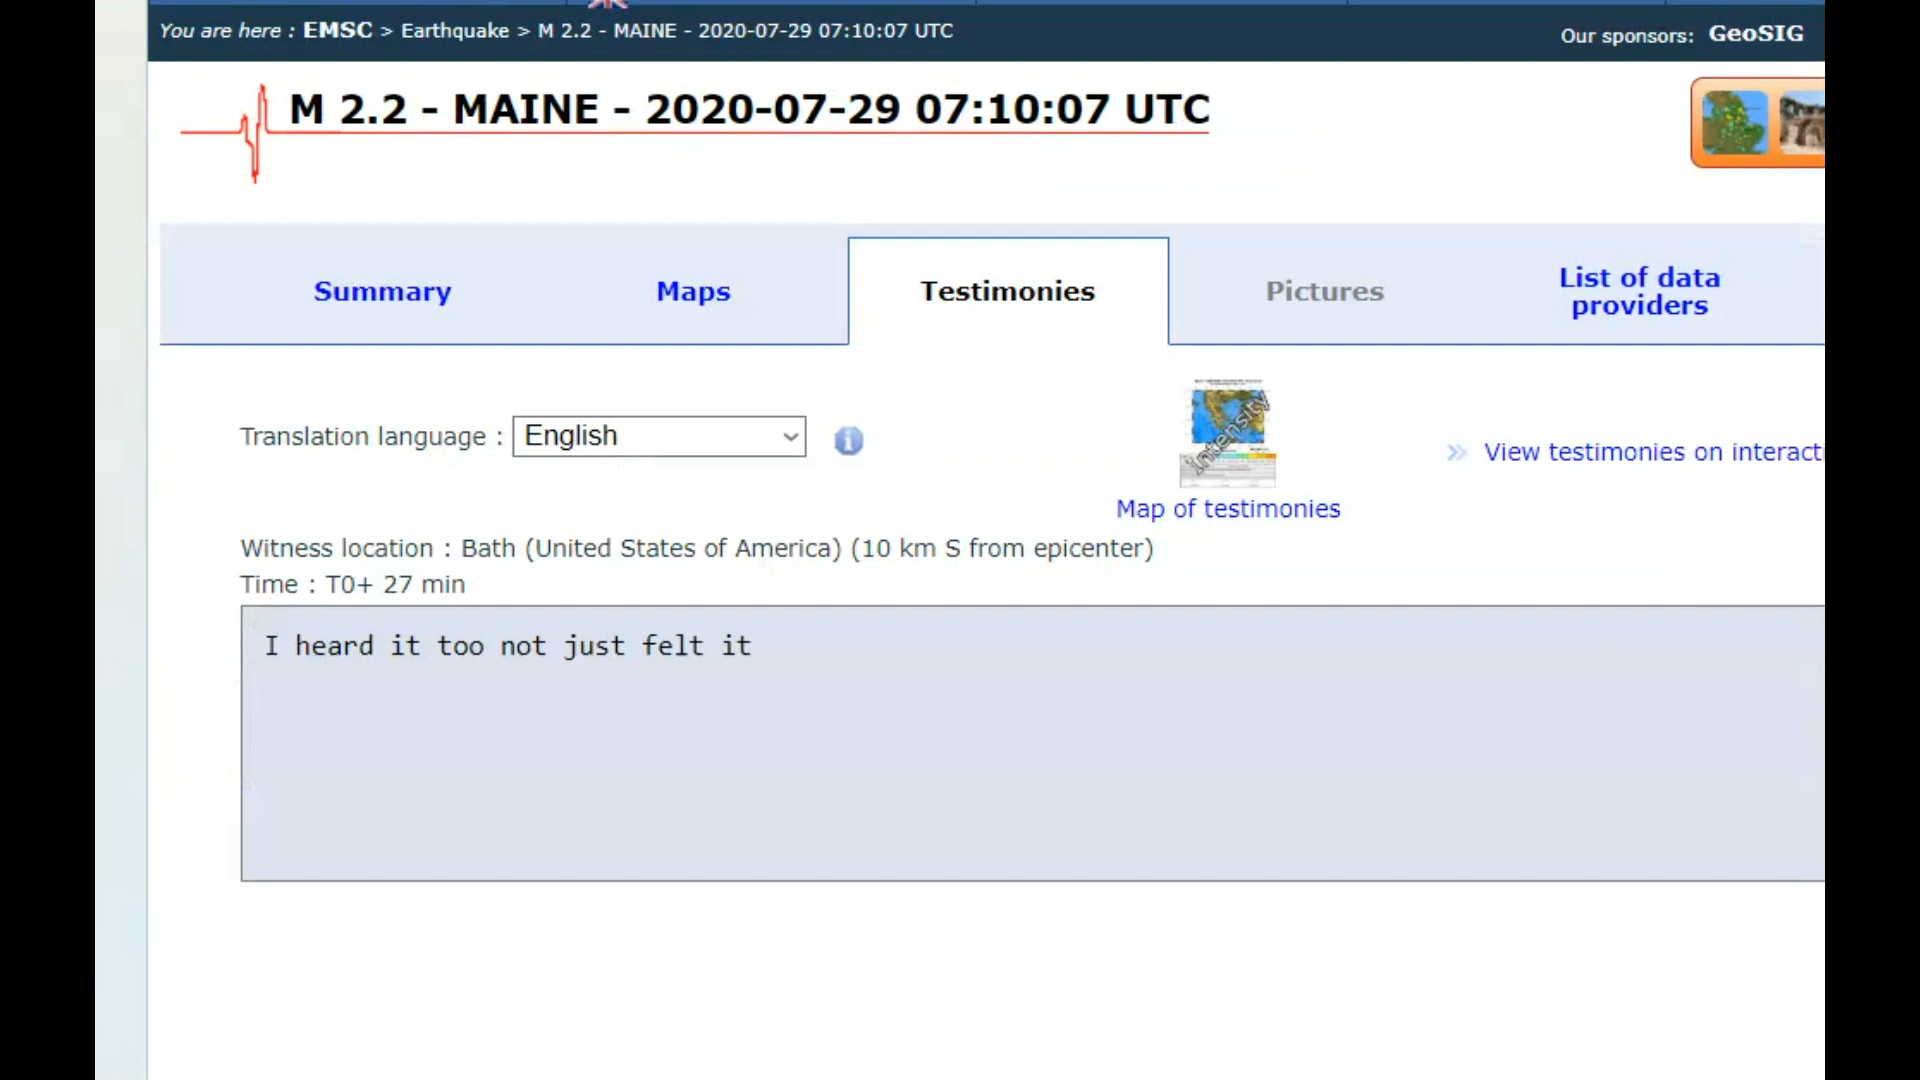 You are here : EMSC > Earthquake > M 2.2 - MAINE - 2020-07-29 07:10:07 UTC
Our sponsors: GeoSIG
M 2.2 - MAINE - 2020-07-29 07:10:07 UTC
Summary
Maps
Testimonies
Pictures
List of data
providers
Translation language : English
intensity
View testimonies on interacti
Map of testimonies
Witness location : Bath (United States of America) (10 km S from epicenter)
Time : T0+ 27 min
I heard it too not just felt it